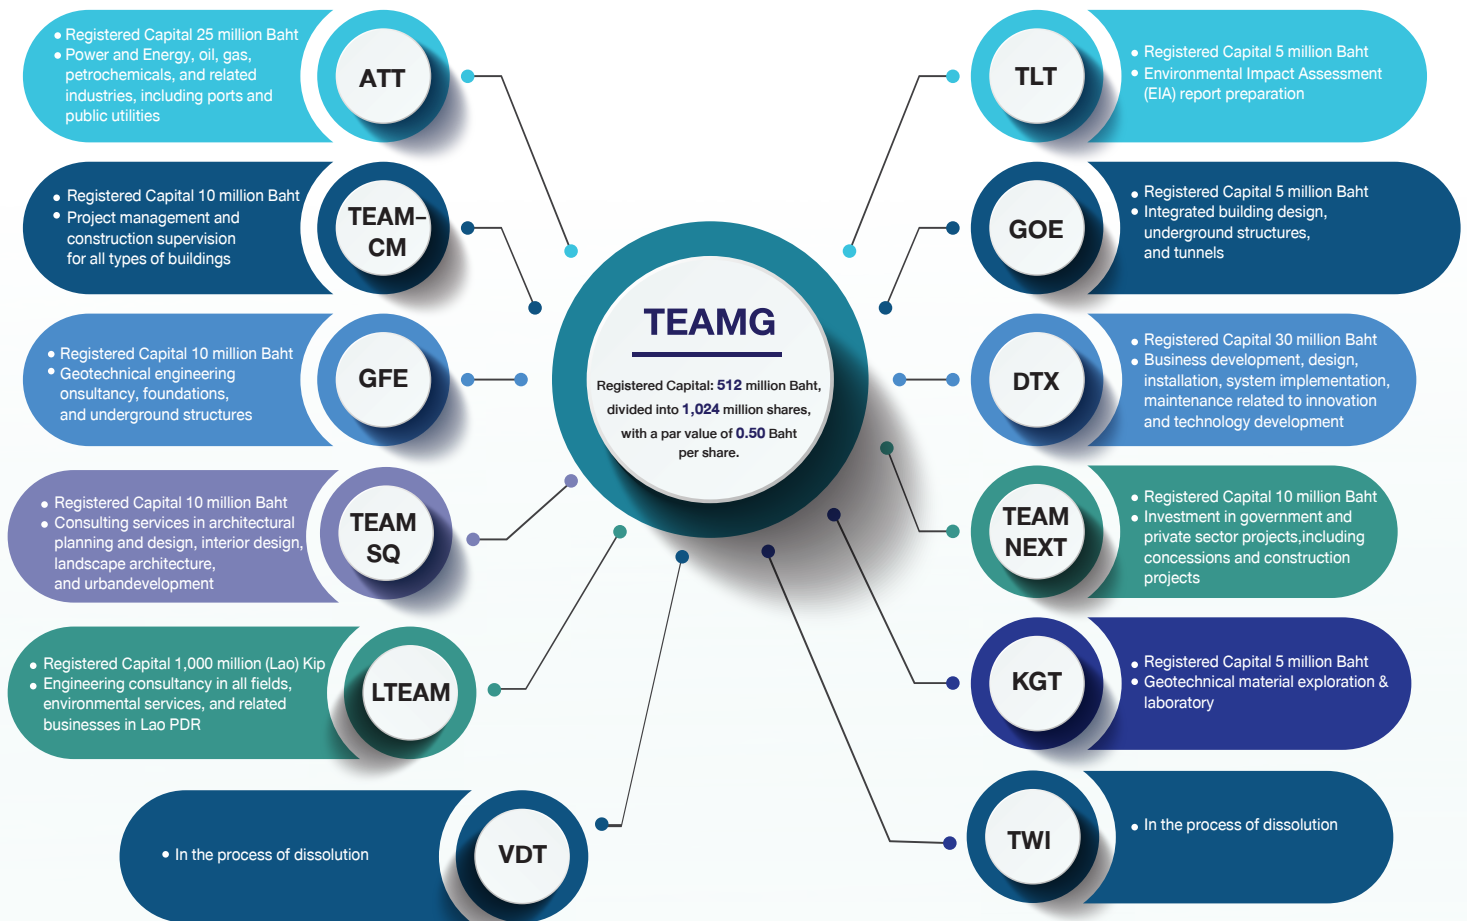 • Registered Capital 25 million Baht
• Power and Energy, oil, gas,
petrochemicals, and related
industries, including ports and
public utilities
ATT
• Registered Capital 10 million Baht
• Project management and
construction supervision
for all types of buildings
TEAM–
CM
• Registered Capital 10 million Baht
• Geotechnical engineering
onsultancy, foundations,
and underground structures
GFE
• Registered Capital 10 million Baht
• Consulting services in architectural
planning and design, interior design,
landscape architecture,
and urbandevelopment
TEAM
SQ
• Registered Capital 1,000 million (Lao) Kip
• Engineering consultancy in all fields,
environmental services, and related
businesses in Lao PDR
LTEAM
• In the process of dissolution
VDT
TEAMG
Registered Capital: 512 million Baht,
divided into 1,024 million shares,
with a par value of 0.50 Baht
per share.
TLT
• Registered Capital 5 million Baht
• Environmental Impact Assessment
(EIA) report preparation
GOE
• Registered Capital 5 million Baht
• Integrated building design,
underground structures,
and tunnels
DTX
• Registered Capital 30 million Baht
• Business development, design,
installation, system implementation,
maintenance related to innovation
and technology development
TEAM
NEXT
• Registered Capital 10 million Baht
• Investment in government and
private sector projects,including
concessions and construction
projects
KGT
• Registered Capital 5 million Baht
• Geotechnical material exploration &
laboratory
TWI
• In the process of dissolution